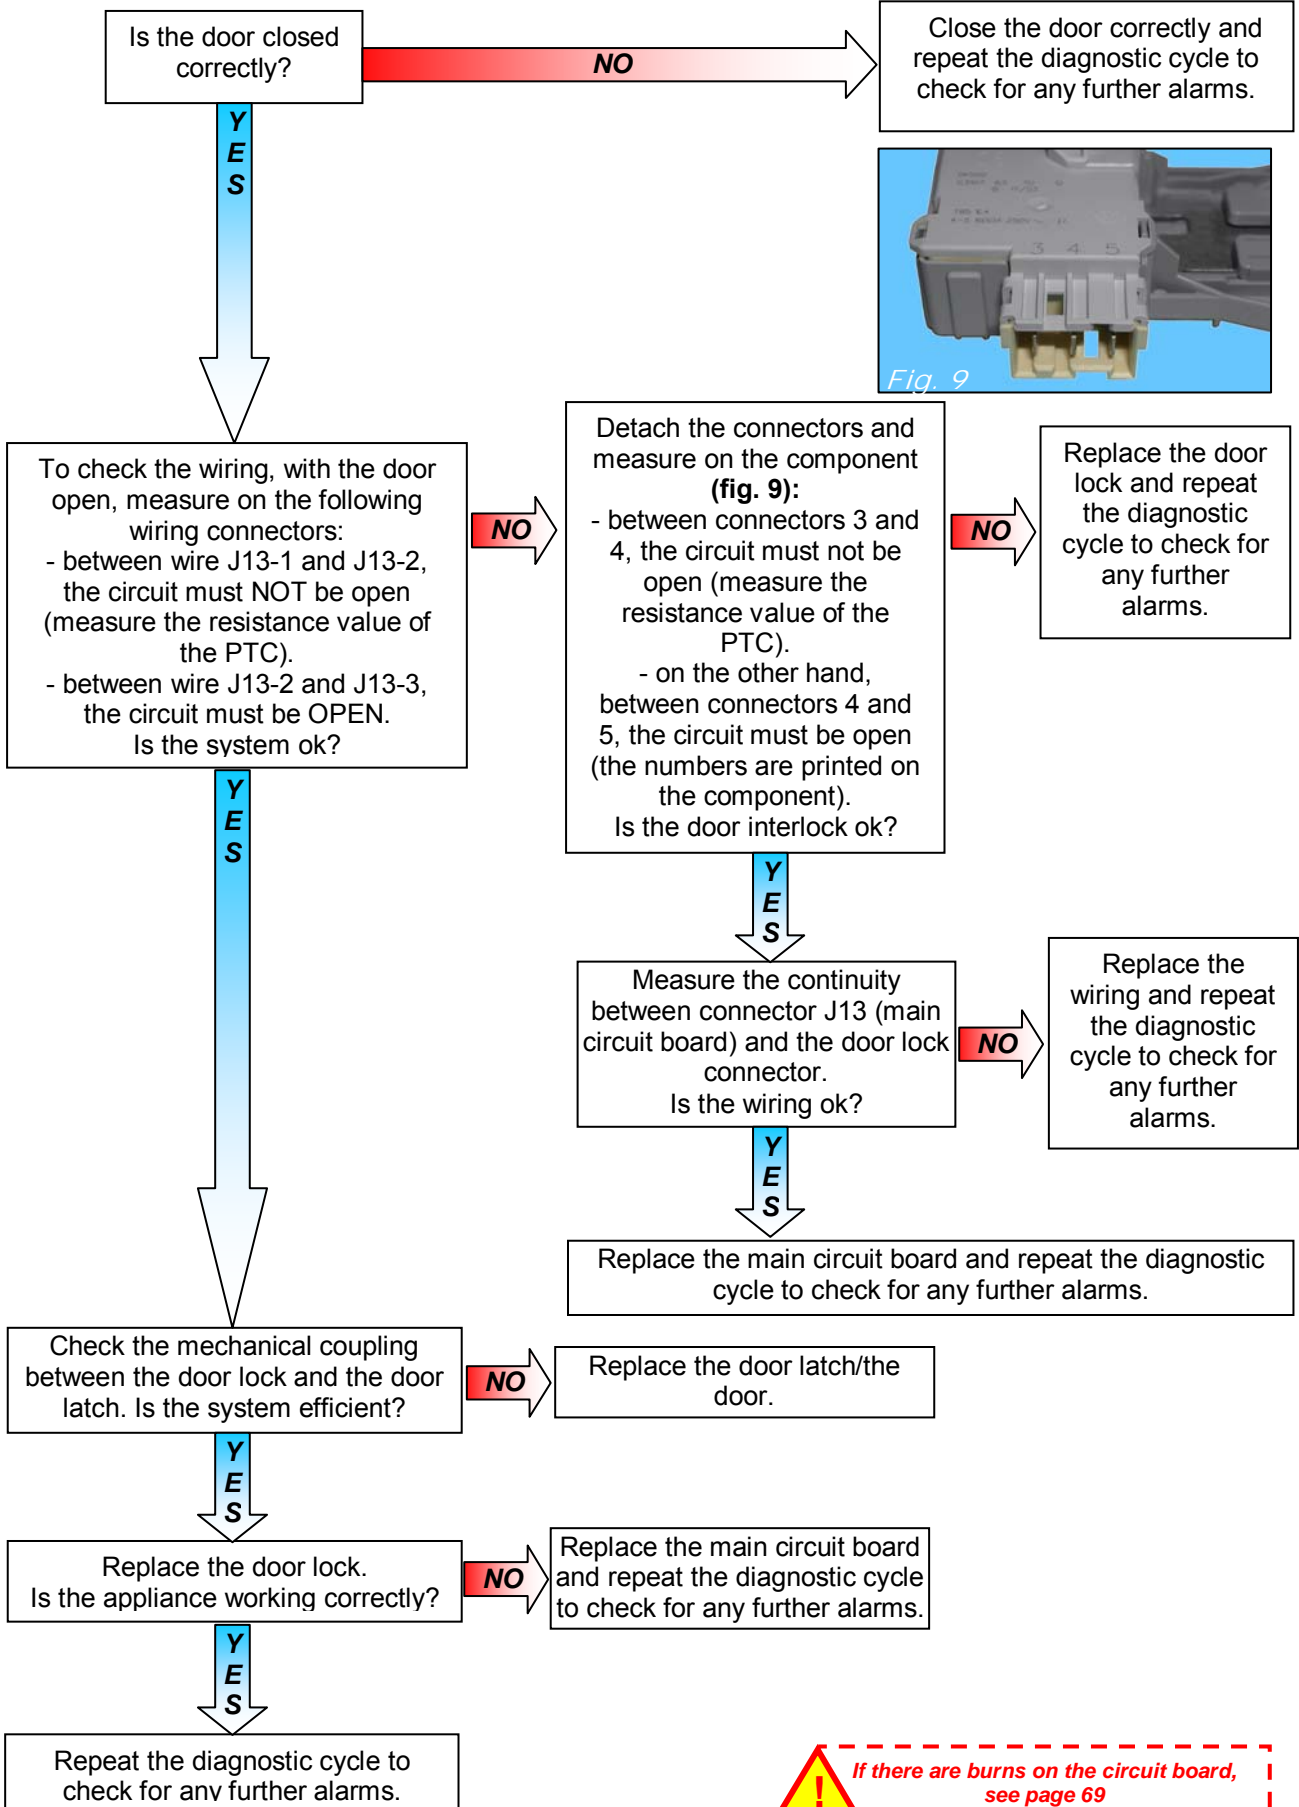 Is the door closed
correctly?
NO
Close the door correctly and
repeat the diagnostic cycle to
check for any further alarms.
YES
3 4 5
Fig. 9
To check the wiring, with the door
open, measure on the following
wiring connectors:
- between wire J13-1 and J13-2,
the circuit must NOT be open
(measure the resistance value of
the PTC).
- between wire J13-2 and J13-3,
the circuit must be OPEN.
Is the system ok?
NO
Detach the connectors and
measure on the component
(fig. 9):
- between connectors 3 and
4, the circuit must not be
open (measure the
resistance value of the
PTC).
- on the other hand,
between connectors 4 and
5, the circuit must be open
(the numbers are printed on
the component).
Is the door interlock ok?
NO
Replace the door
lock and repeat
the diagnostic
cycle to check for
any further
alarms.
YES
YES
Measure the continuity
between connector J13 (main
circuit board) and the door lock
connector.
Is the wiring ok?
NO
Replace the
wiring and repeat
the diagnostic
cycle to check for
any further
alarms.
YES
Replace the main circuit board and repeat the diagnostic
cycle to check for any further alarms.
Check the mechanical coupling
between the door lock and the door
latch. Is the system efficient?
NO
Replace the door latch/the
door.
YES
Replace the door lock.
Is the appliance working correctly?
NO
Replace the main circuit board
and repeat the diagnostic cycle
to check for any further alarms.
YES
Repeat the diagnostic cycle to
check for any further alarms.
!
If there are burns on the circuit board,
see page 69